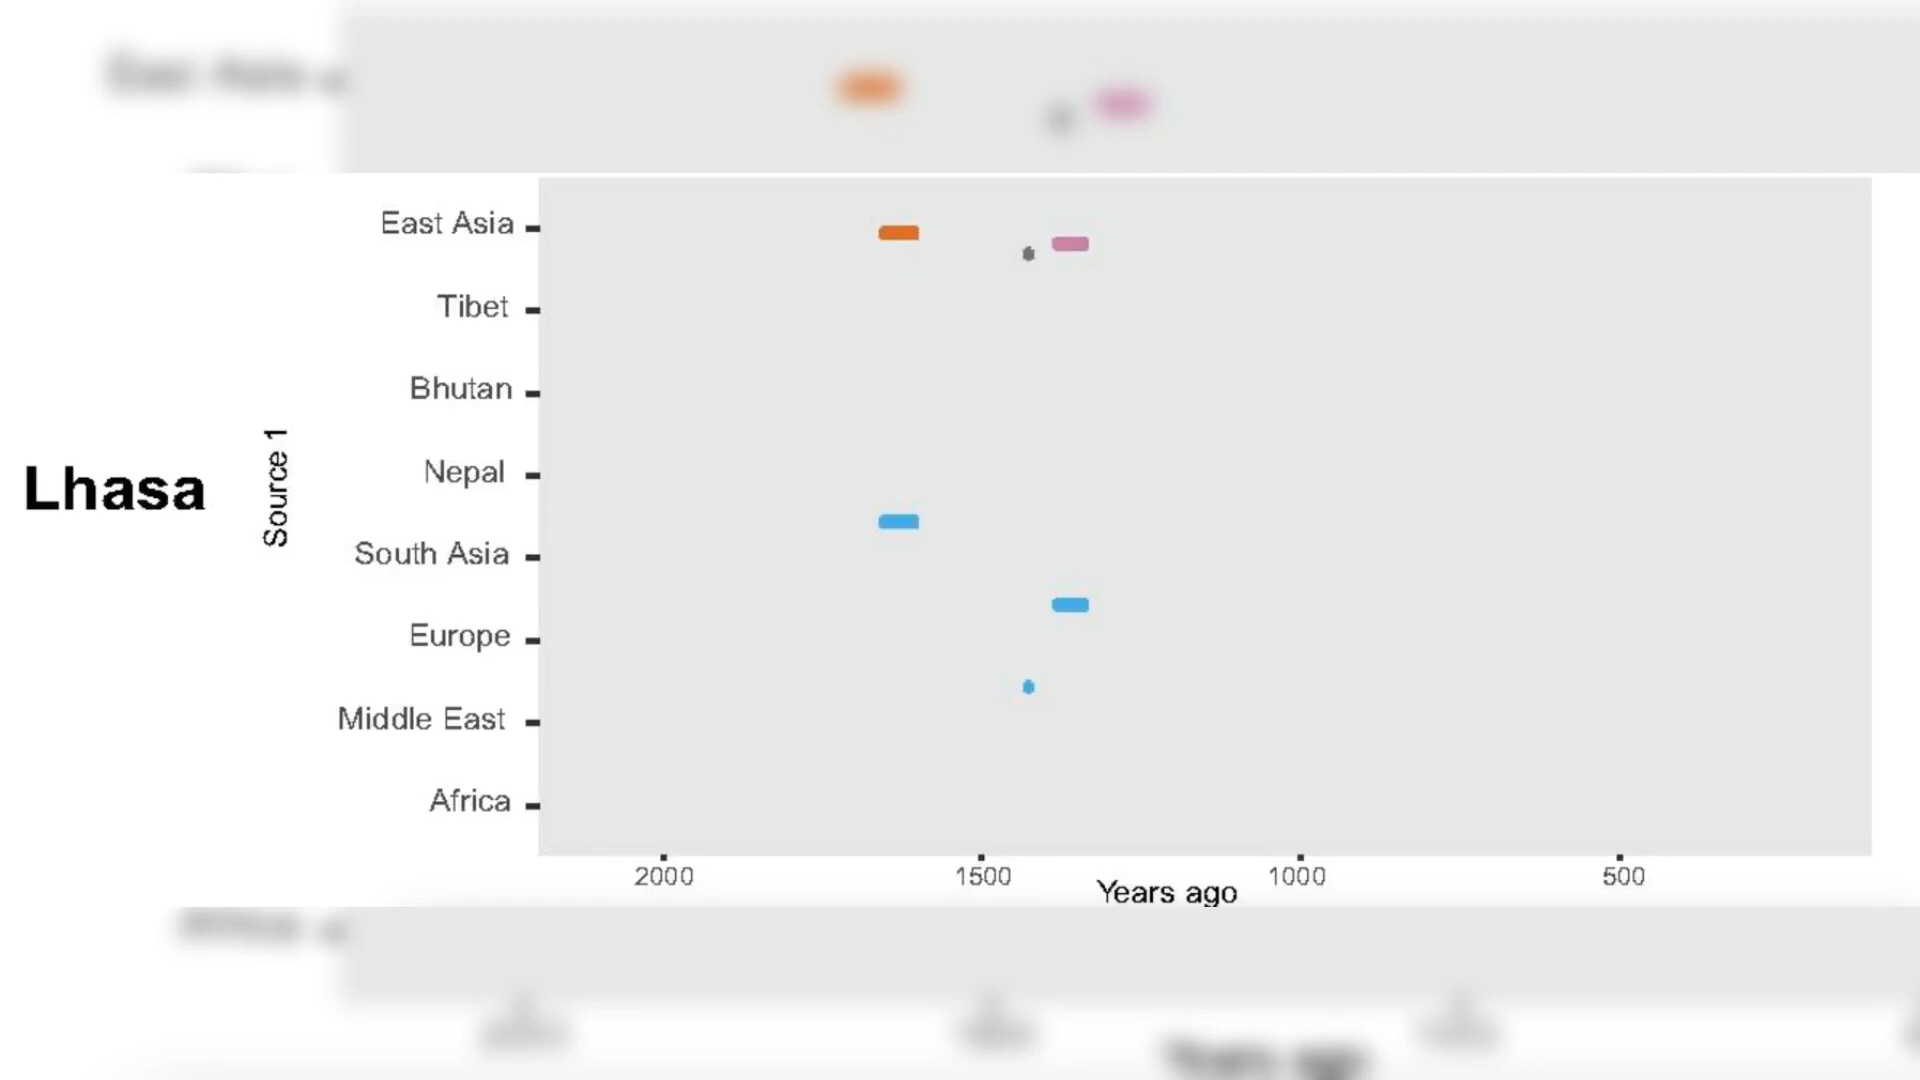 East Asia
Tibet
Bhutan
Nepal
South Asia
Europe
Middle East
Africa
Lhasa
Source 1
2000
1500
1000
500
Years ago